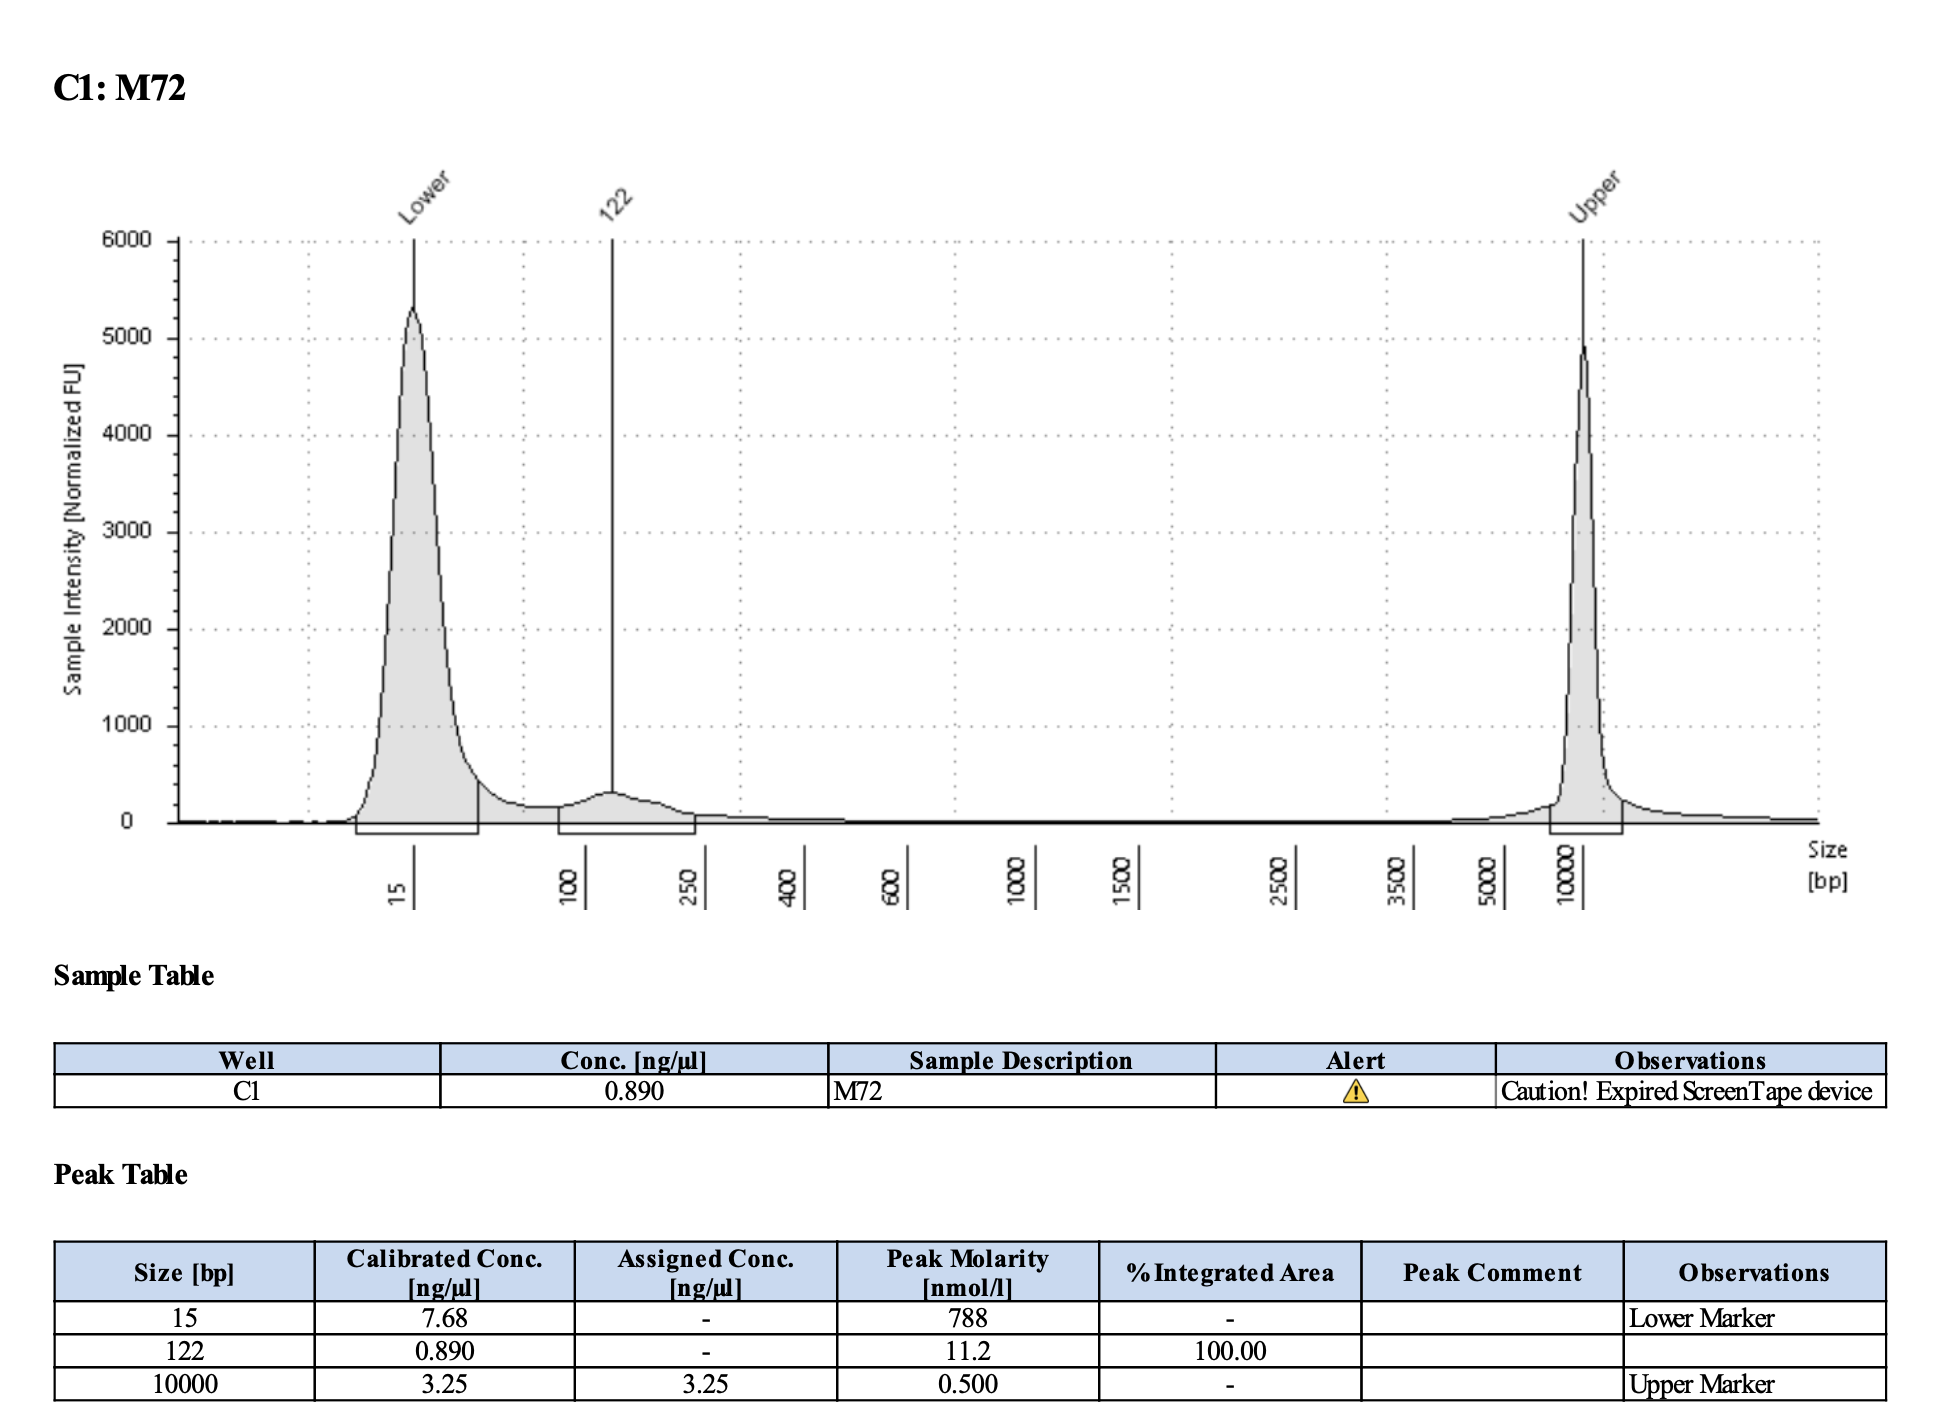 C1: M72
Lower
122
Upper
6000
5000
4000
3000
2000
1000
0
Sample Intensity [Normalized FU]
15
100
250
400
600
1000
1500
2500
3500
5000
10000
Size
[bp]
Sample Table
Well Conc. [ng/µl] Sample Description Alert Observations
C1 0.890 M72 Caution! Expired ScreenTape device
Peak Table
Size [bp] Calibrated Conc. [ng/µl] Assigned Conc. [ng/µl] Peak Molarity [nmol/l] % Integrated Area Peak Comment Observations
15 7.68 - 788 - Lower Marker
122 0.890 - 11.2 100.00
10000 3.25 3.25 0.500 - Upper Marker